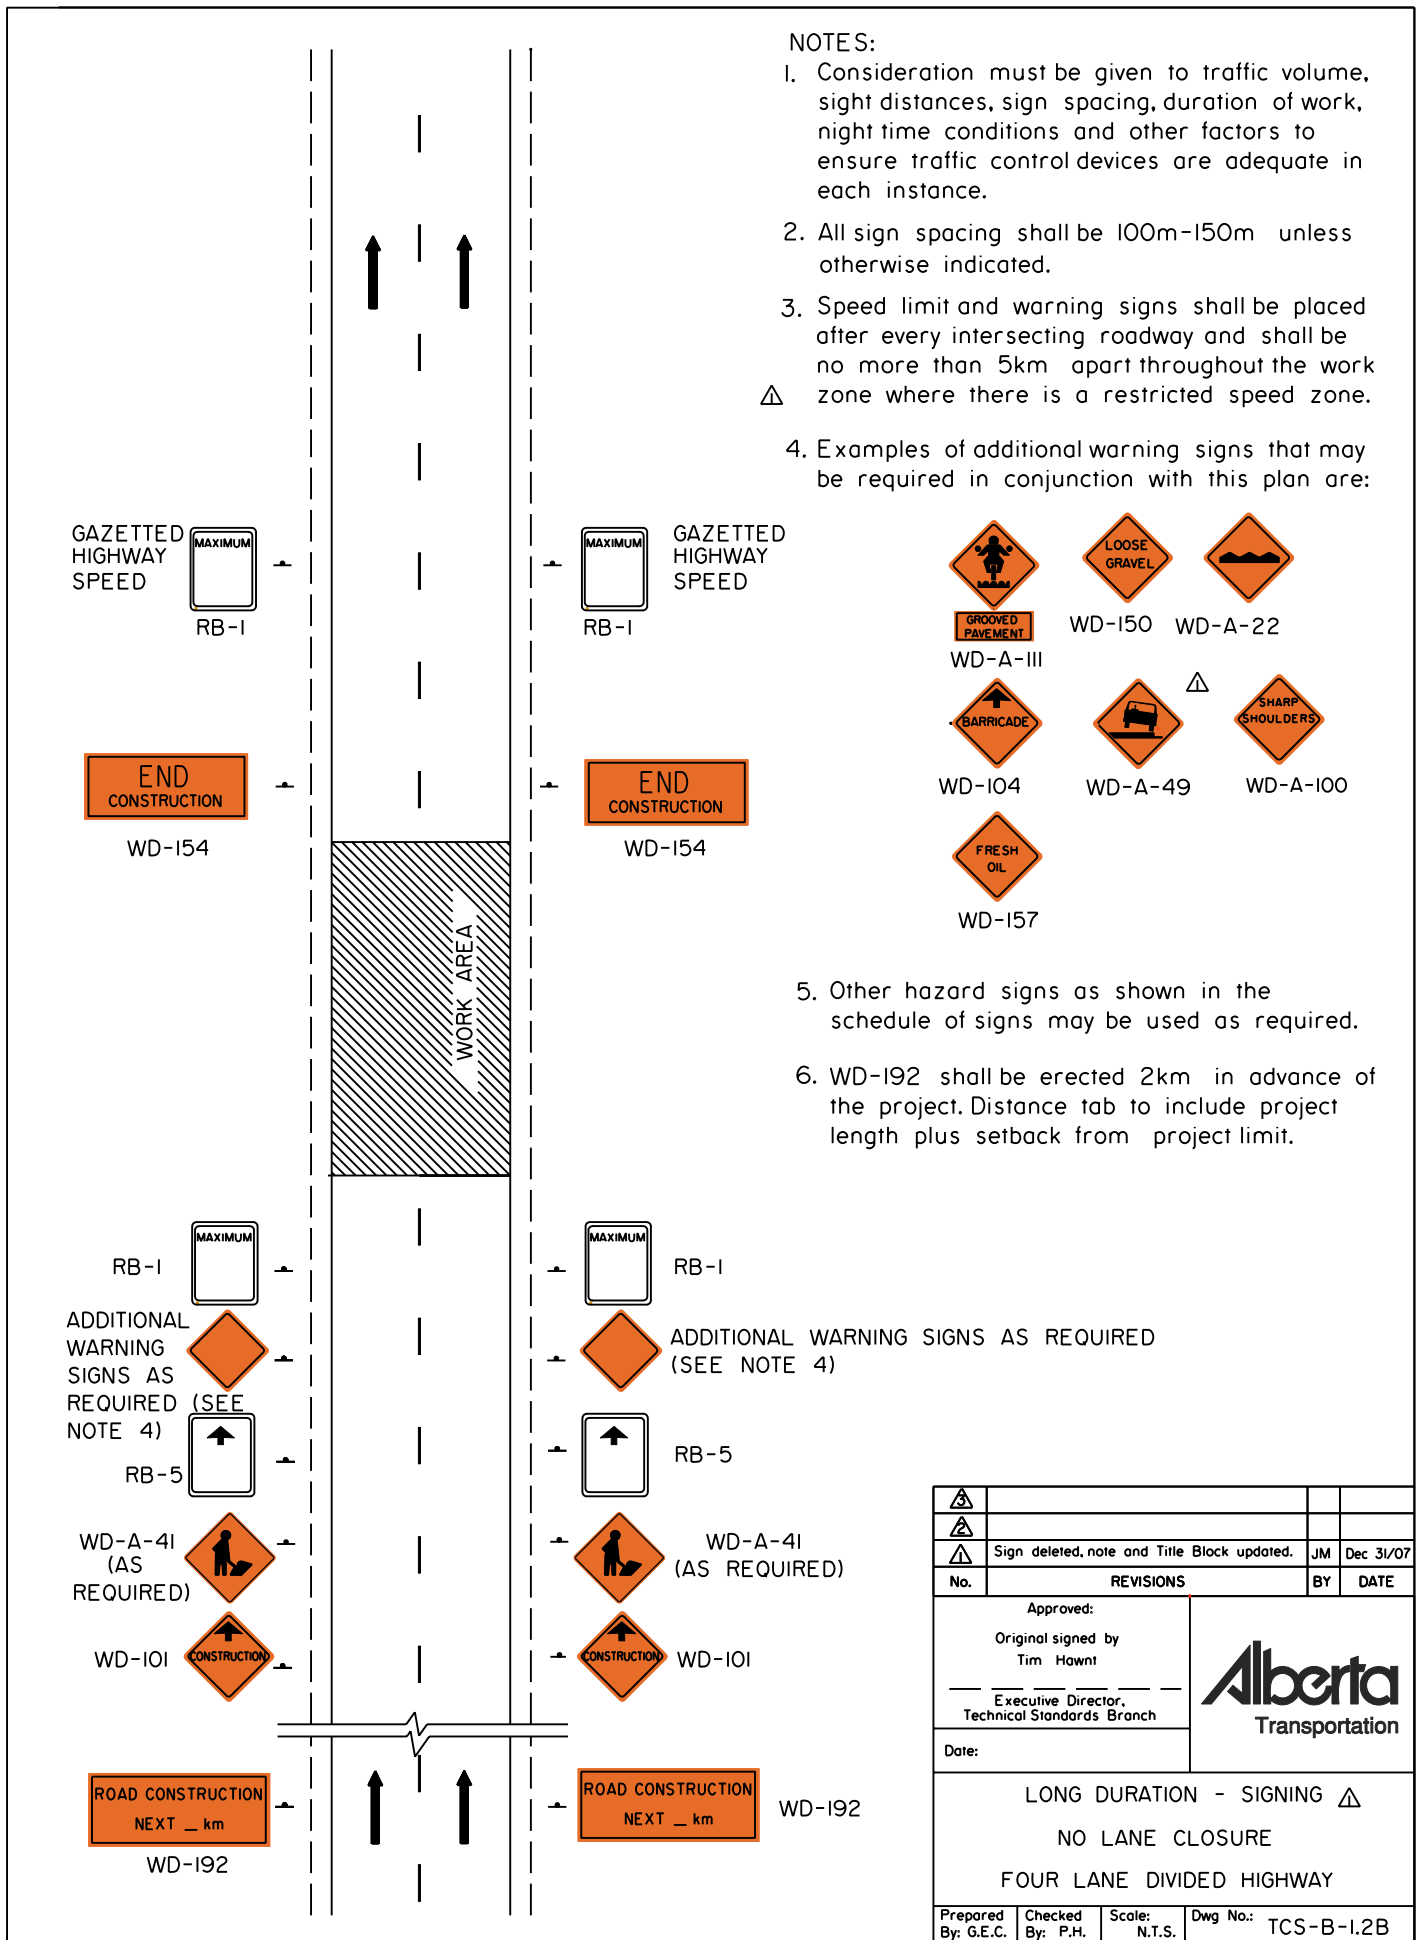 NOTES:
1. Consideration must be given to traffic volume,
sight distances, sign spacing, duration of work,
night time conditions and other factors to
ensure traffic control devices are adequate in
each instance.
2. All sign spacing shall be 100m-150m unless
otherwise indicated.
3. Speed limit and warning signs shall be placed
after every intersecting roadway and shall be
no more than 5km apart throughout the work
1 zone where there is a restricted speed zone.
4. Examples of additional warning signs that may
be required in conjunction with this plan are:
GROOVED
PAVEMENT
WD-A-111
LOOSE
GRAVEL
WD-150
WD-A-22
BARRICADE
WD-104
1
WD-A-49
SHARP
SHOULDERS
WD-A-100
FRESH
OIL
WD-157
5. Other hazard signs as shown in the
schedule of signs may be used as required.
6. WD-192 shall be erected 2km in advance of
the project. Distance tab to include project
length plus setback from project limit.
GAZETTED
HIGHWAY
SPEED
MAXIMUM
RB-1
MAXIMUM
RB-1
GAZETTED
HIGHWAY
SPEED
END
CONSTRUCTION
WD-154
END
CONSTRUCTION
WD-154
WORK AREA
RB-1
MAXIMUM
MAXIMUM
RB-1
ADDITIONAL
WARNING
SIGNS AS
REQUIRED (SEE
NOTE 4)
ADDITIONAL WARNING SIGNS AS REQUIRED
(SEE NOTE 4)
RB-5
RB-5
WD-A-41
(AS
REQUIRED)
WD-A-41
(AS REQUIRED)
WD-101
CONSTRUCTION
CONSTRUCTION
WD-101
ROAD CONSTRUCTION
NEXT _ km
WD-192
ROAD CONSTRUCTION
NEXT _ km
WD-192
3
2
1 Sign deleted, note and Title Block updated. JM Dec 31/07
No. REVISIONS BY DATE
Approved:
Original signed by
Tim Hawnt
Executive Director,
Technical Standards Branch
Date:
Alberta
Transportation
LONG DURATION - SIGNING 1
NO LANE CLOSURE
FOUR LANE DIVIDED HIGHWAY
Prepared
By: G.E.C.
Checked
By: P.H.
Scale:
N.T.S.
Dwg No.: TCS-B-1.2B